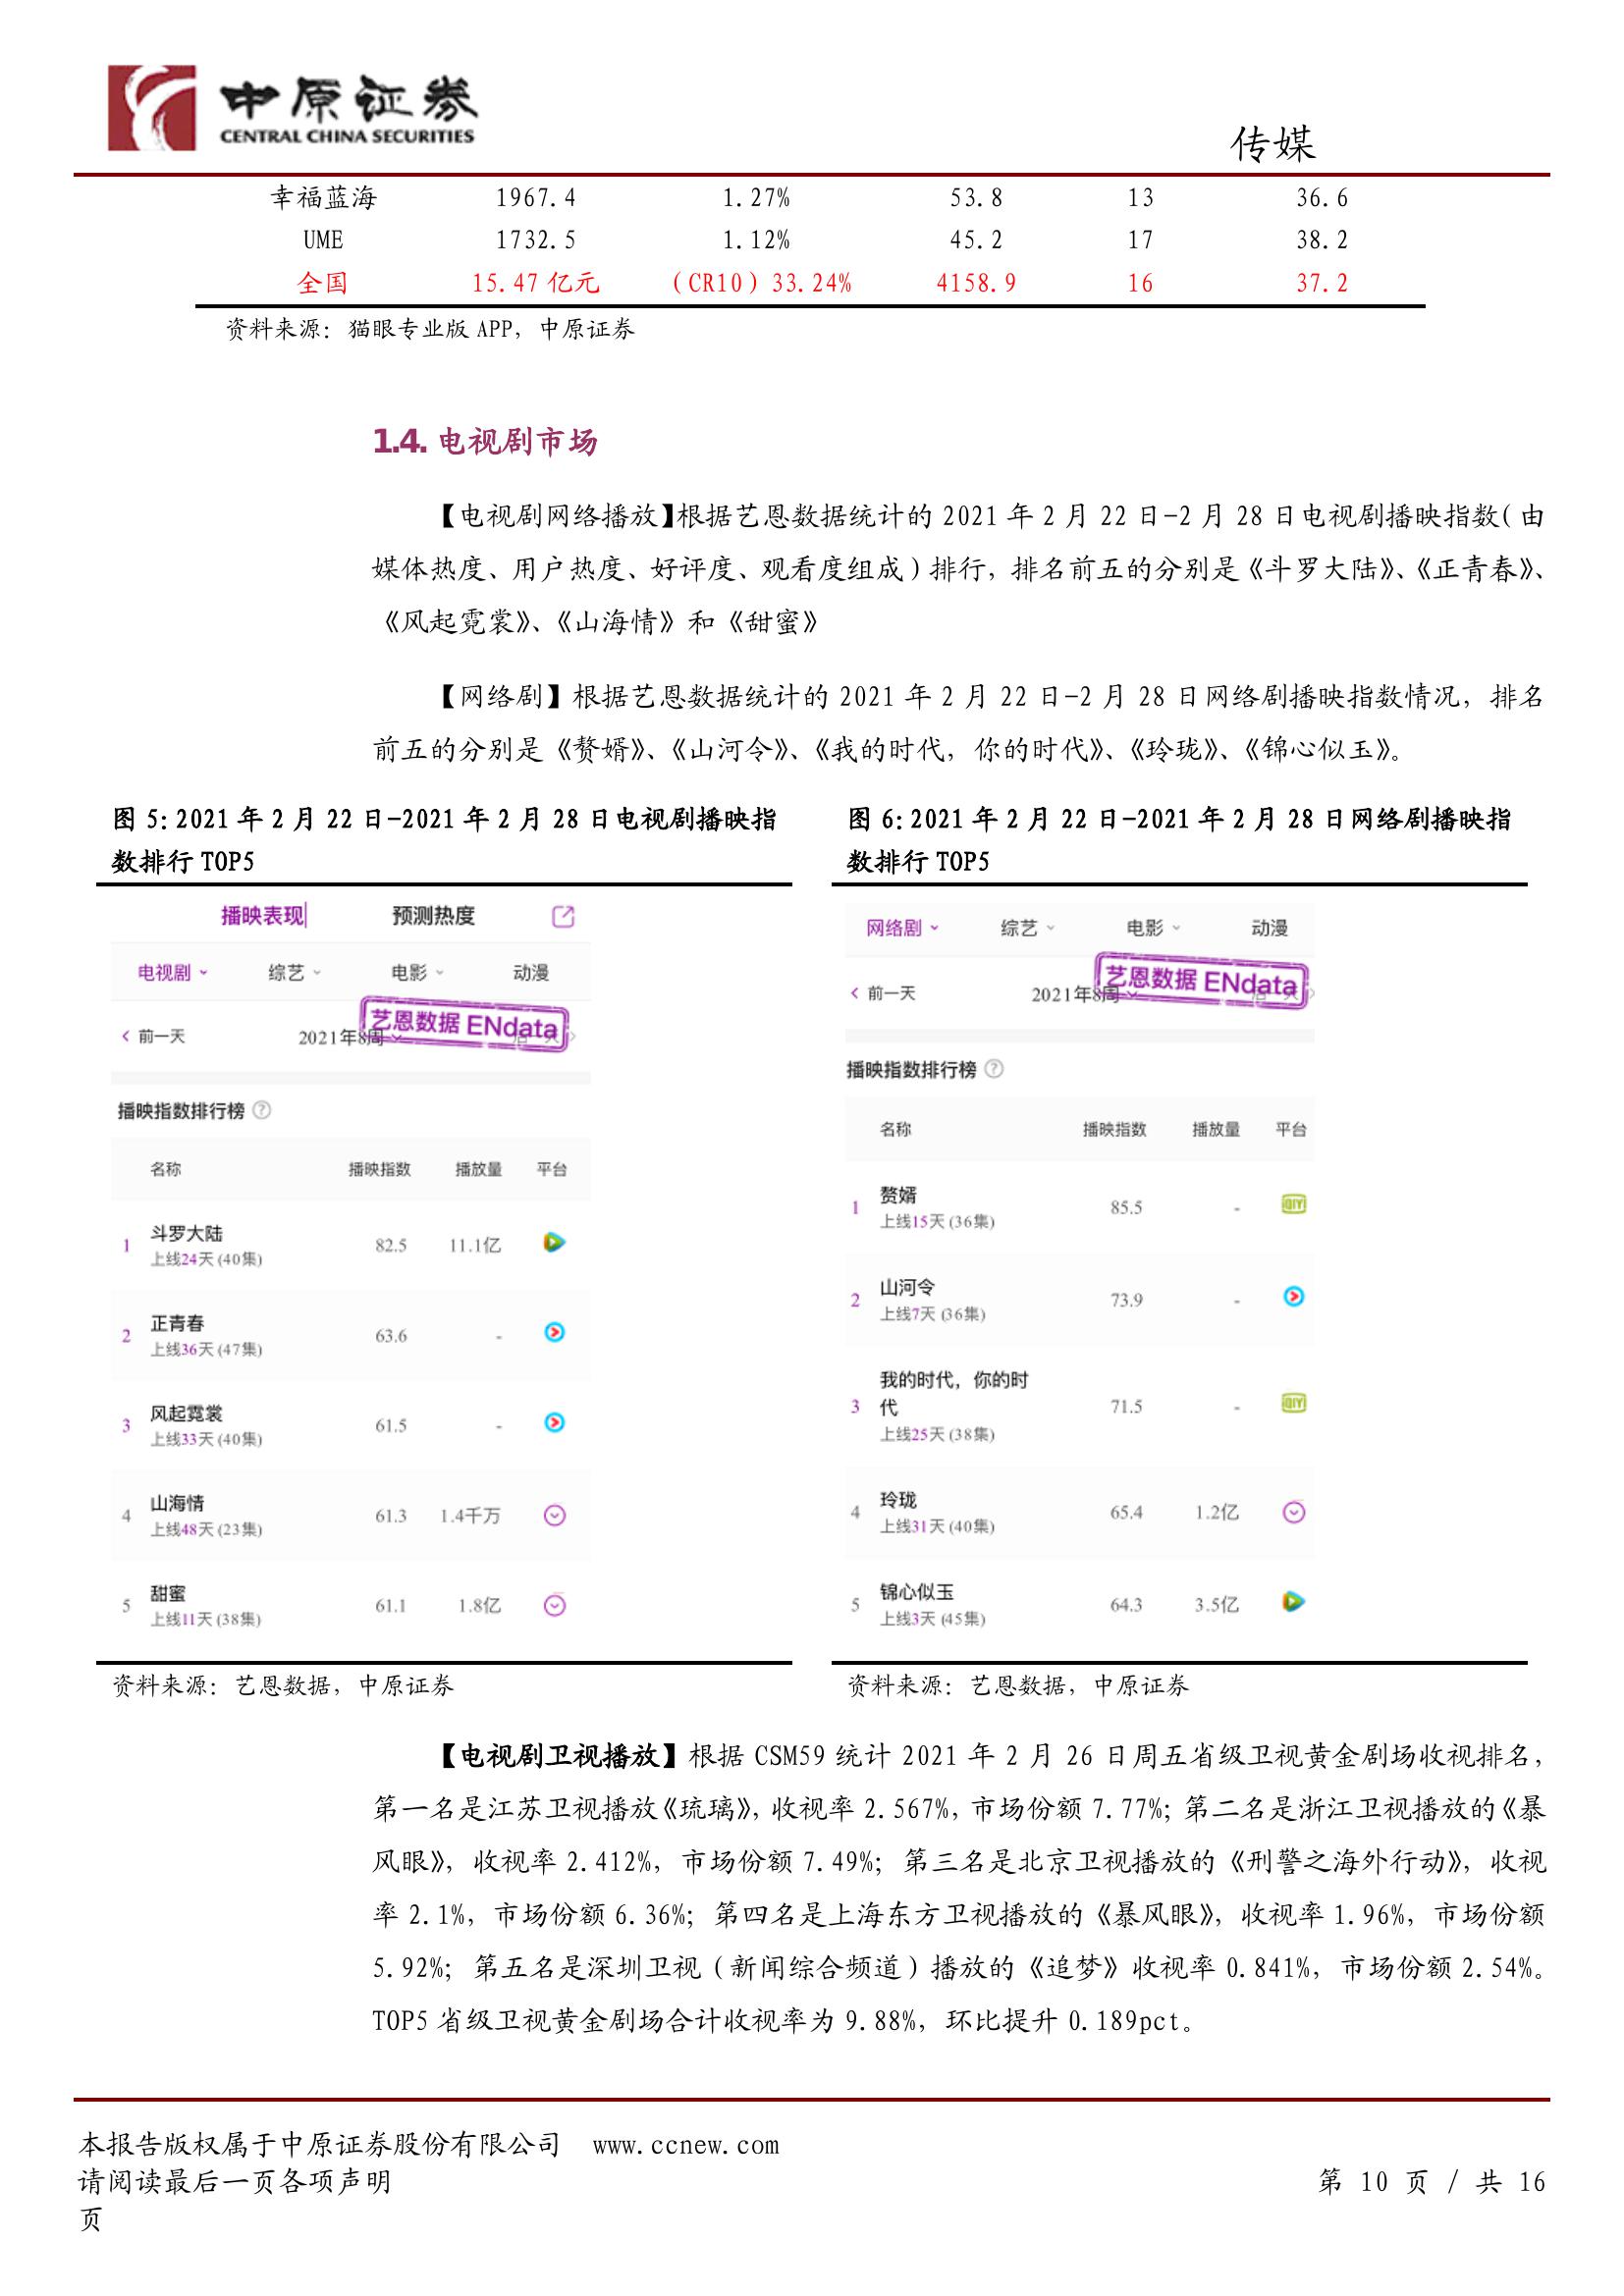 中原证券
CENTRAL CHINA SECURITIES
传媒
幸福蓝海 1967.4 1.27% 53.8 13 36.6
UME 1732.5 1.12% 45.2 17 38.2
全国 15.47 亿元 (CR10) 33.24% 4158.9 16 37.2
资料来源：猫眼专业版 APP，中原证券
1.4. 电视剧市场
【电视剧网络播放】根据艺恩数据统计的 2021 年 2 月 22 日-2 月 28 日电视剧播映指数(由
媒体热度、用户热度、好评度、观看度组成)排行，排名前五的分别是《斗罗大陆》、《正青春》、
《风起霓裳》、《山海情》和《甜蜜》
【网络剧】根据艺恩数据统计的 2021 年 2 月 22 日-2 月 28 日网络剧播映指数情况，排名
前五的分别是《赘婿》、《山河令》、《我的时代，你的时代》、《玲珑》、《锦心似玉》。
图 5：2021 年 2 月 22 日-2021 年 2 月 28 日电视剧播映指
数排行 TOP5
播映表现 预测热度
电视剧 综艺 电影 动漫
艺恩数据 ENdata
前一天 2021年8周
播映指数排行榜 ?
名称 播映指数 播放量 平台
1 斗罗大陆 82.5 11.1亿
上线24天 (40集)
2 正青春 63.6 -
上线36天 (47集)
3 风起霓裳 61.5 -
上线33天 (40集)
4 山海情 61.3 1.4千万
上线48天 (23集)
5 甜蜜 61.1 1.8亿
上线11天 (38集)
资料来源：艺恩数据，中原证券
图 6：2021 年 2 月 22 日-2021 年 2 月 28 日网络剧播映指
数排行 TOP5
网络剧 综艺 电影 动漫
艺恩数据 ENdata
前一天 2021年8周
播映指数排行榜 ?
名称 播映指数 播放量 平台
1 赘婿 85.5 - iQIYI
上线15天 (36集)
2 山河令 73.9 -
上线7天 (36集)
3 我的时代，你的时
代 71.5 - iQIYI
上线25天 (38集)
4 玲珑 65.4 1.2亿
上线31天 (40集)
5 锦心似玉 64.3 3.5亿
上线3天 (45集)
资料来源：艺恩数据，中原证券
【电视剧卫视播放】根据 CSM59 统计 2021 年 2 月 26 日周五省级卫视黄金剧场收视排名，
第一名是江苏卫视播放《琉璃》，收视率 2.567%，市场份额 7.77%；第二名是浙江卫视播放的《暴
风眼》，收视率 2.412%，市场份额 7.49%；第三名是北京卫视播放的《刑警之海外行动》，收视
率 2.1%，市场份额 6.36%；第四名是上海东方卫视播放的《暴风眼》，收视率 1.96%，市场份额
5.92%；第五名是深圳卫视（新闻综合频道）播放的《追梦》收视率 0.841%，市场份额 2.54%。
TOP5 省级卫视黄金剧场合计收视率为 9.88%，环比提升 0.189pct。
本报告版权属于中原证券股份有限公司 www.ccnew.com
请阅读最后一页各项声明 第 10 页 / 共 16
页